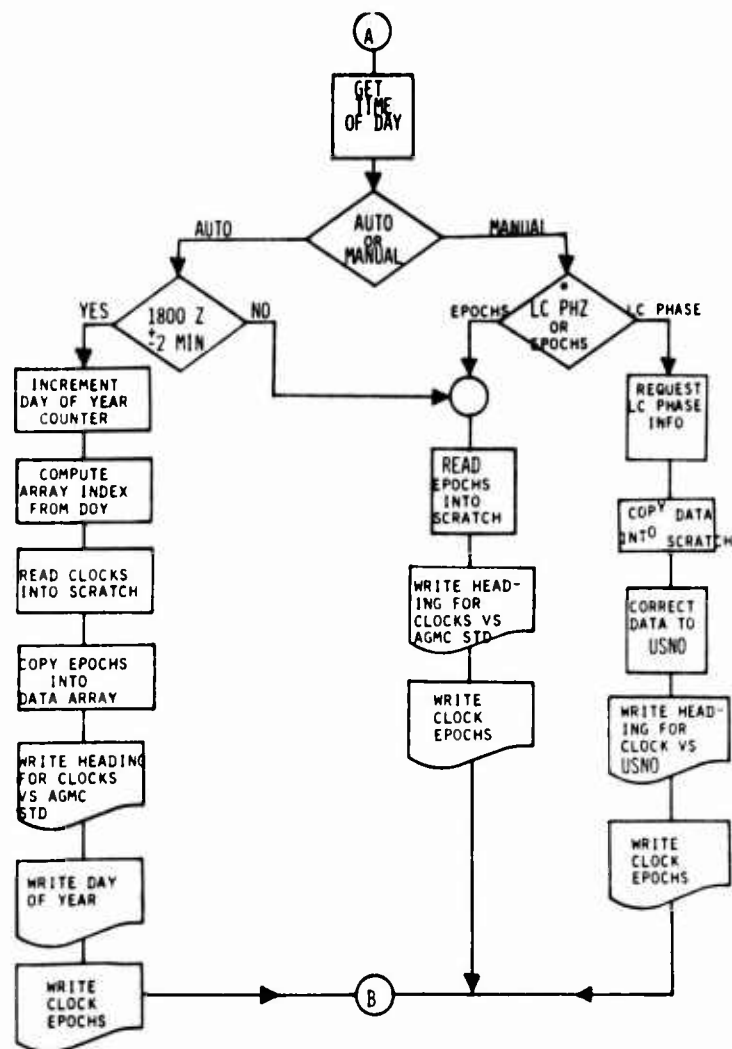 A
GET
TIME
OF DAY
AUTO
OR
MANUAL
AUTO
MANUAL
1800 Z
±2 MIN
YES
NO
*
LC PHZ
OR
EPOCHS
EPOCHS
LC PHASE
INCREMENT
DAY OF YEAR
COUNTER
COMPUTE
ARRAY INDEX
FROM DOY
READ CLOCKS
INTO SCRATCH
COPY EPOCHS
INTO
DATA ARRAY
WRITE HEADING
FOR CLOCKS
VS AGMC
STD
WRITE DAY
OF YEAR
WRITE
CLOCK
EPOCHS
READ
EPOCHS
INTO
SCRATCH
WRITE HEAD-
ING FOR
CLOCKS VS
AGMC STD
WRITE
CLOCK
EPOCHS
REQUEST
LC PHASE
INFO
COPY DATA
INTO SCRATCH
CORRECT
DATA TO
USNO
WRITE HEAD-
ING FOR
CLOCK VS
USNO
WRITE
CLOCK
EPOCHS
B